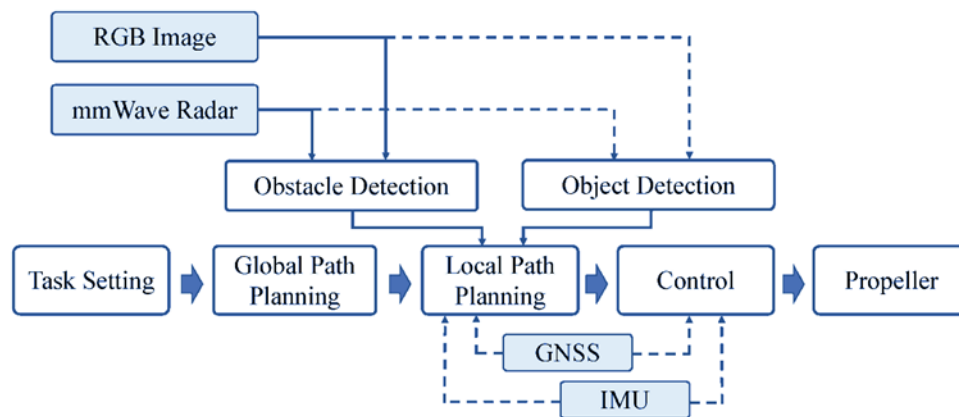 RGB Image
mmWave Radar
Obstacle Detection
Object Detection
Task Setting
Global Path
Planning
Local Path
Planning
Control
Propeller
GNSS
IMU